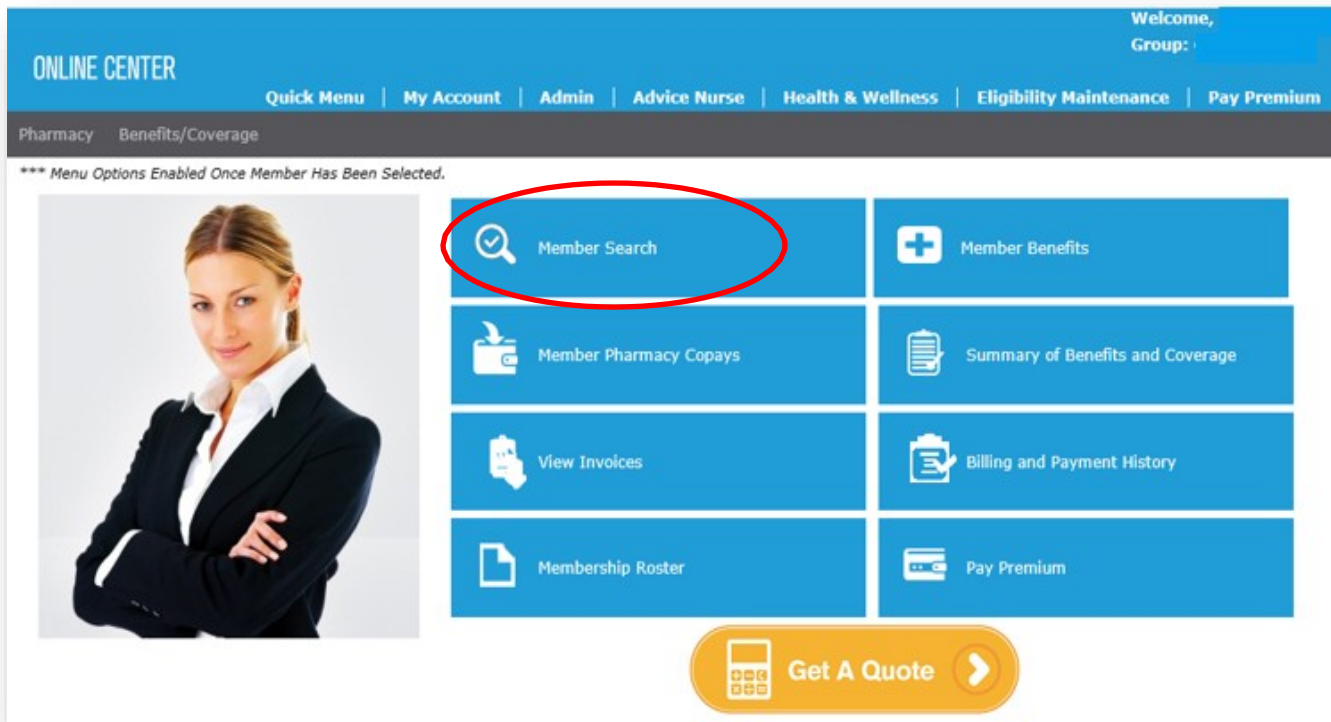 Welcome,
Group:
ONLINE CENTER
Quick Menu | My Account | Admin | Advice Nurse | Health & Wellness | Eligibility Maintenance | Pay Premium
Pharmacy Benefits/Coverage
*** Menu Options Enabled Once Member Has Been Selected.
Member Search
Member Benefits
Member Pharmacy Copays
Summary of Benefits and Coverage
View Invoices
Billing and Payment History
Membership Roster
Pay Premium
Get A Quote